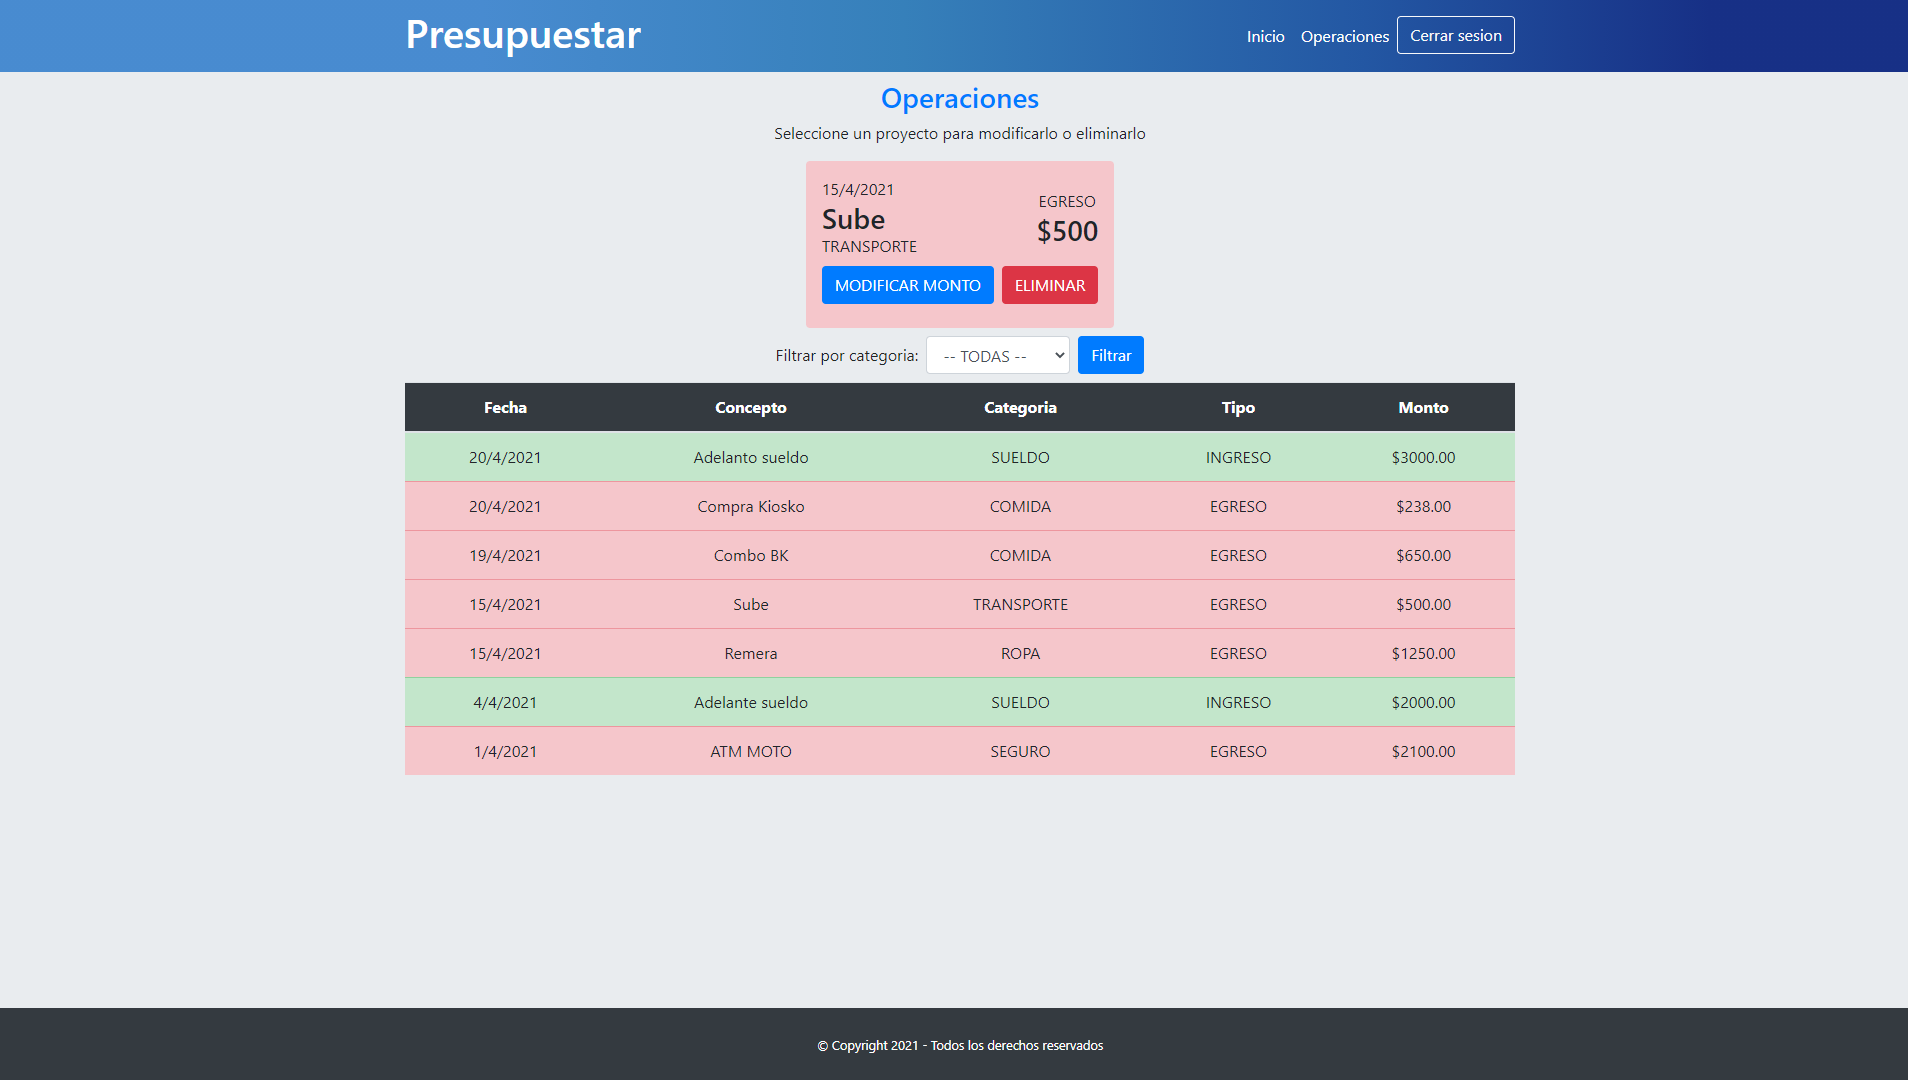 Presupuestar
Inicio Operaciones Cerrar sesion
Operaciones
Seleccione un proyecto para modificarlo o eliminarlo
15/4/2021
Sube
TRANSPORTE
EGRESO
$500
MODIFICAR MONTO ELIMINAR
Filtrar por categoria: -- TODAS -- Filtrar
Fecha Concepto Categoria Tipo Monto
20/4/2021 Adelanto sueldo SUELDO INGRESO $3000.00
20/4/2021 Compra Kiosko COMIDA EGRESO $238.00
19/4/2021 Combo BK COMIDA EGRESO $650.00
15/4/2021 Sube TRANSPORTE EGRESO $500.00
15/4/2021 Remera ROPA EGRESO $1250.00
4/4/2021 Adelante sueldo SUELDO INGRESO $2000.00
1/4/2021 ATM MOTO SEGURO EGRESO $2100.00
© Copyright 2021 - Todos los derechos reservados